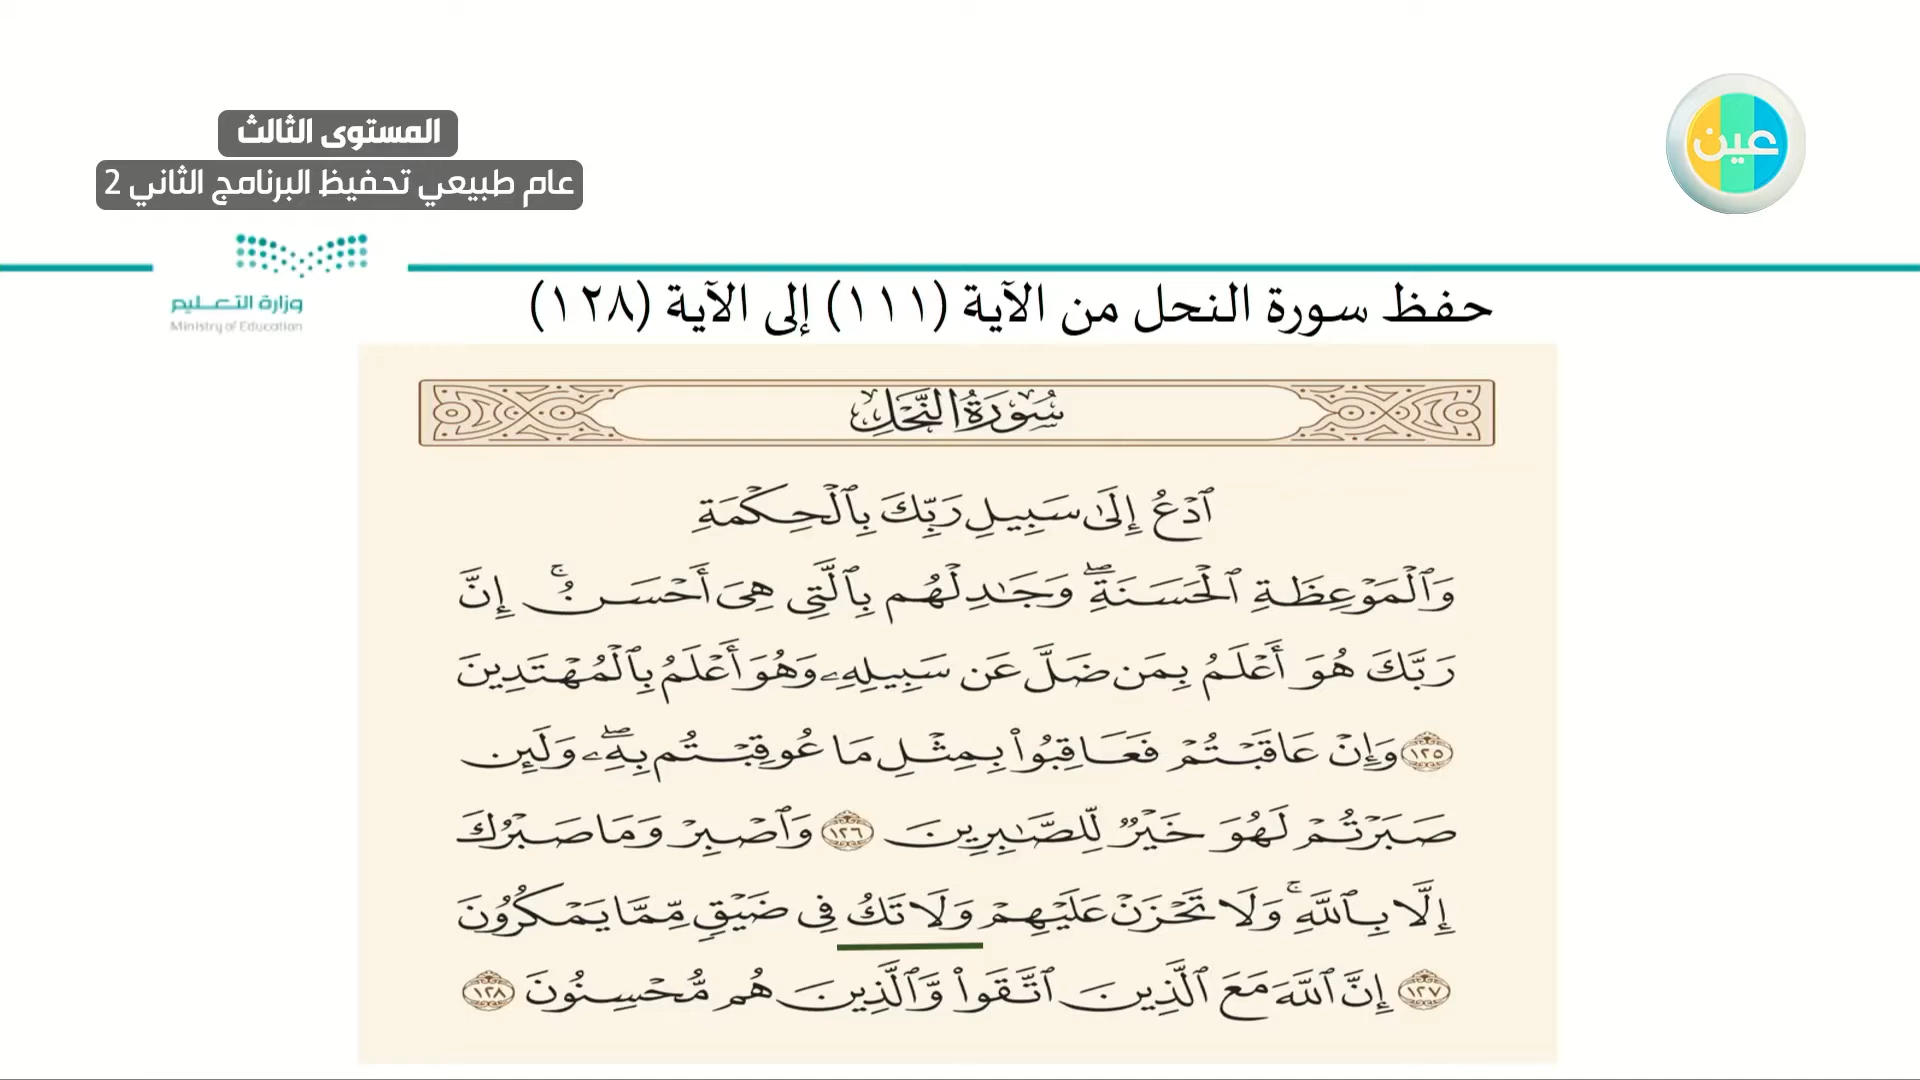 المستوى الثالث
عام طبيعي تحفيظ البرنامج الثاني 2
عين
وزارة التعليم
Ministry of Education
حفظ سورة النحل من الآية (١١١) إلى الآية (١٢٨)
سُورَةُ النَّحْلِ
ٱدْعُ إِلَىٰ سَبِيلِ رَبِّكَ بِٱلْحِكْمَةِ
وَٱلْمَوْعِظَةِ ٱلْحَسَنَةِۖ وَجَـٰدِلْهُم بِٱلَّتِي هِىَ أَحْسَنُۚ إِنَّ
رَبَّكَ هُوَ أَعْلَمُ بِمَن ضَلَّ عَن سَبِيلِهِۦ وَهُوَ أَعْلَمُ بِٱلْمُهْتَدِينَ
١٢٥ وَإِنْ عَاقَبْتُمْ فَعَاقِبُوا۟ بِمِثْلِ مَا عُوقِبْتُم بِهِۦۖ وَلَئِن
صَبَرْتُمْ لَهُوَ خَيْرٌ لِّلصَّـٰبِرِينَ ١٢٦ وَٱصْبِرْ وَمَا صَبْرُكَ
إِلَّا بِٱللَّهِۚ وَلَا تَحْزَنْ عَلَيْهِمْ وَلَا تَكُ فِى ضَيْقٍ مِّمَّا يَمْكُرُونَ
١٢٧ إِنَّ ٱللَّهَ مَعَ ٱلَّذِينَ ٱتَّقَوا۟ وَّٱلَّذِينَ هُم مُّحْسِنُونَ ١٢٨